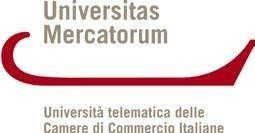 Universitas
Mercatorum
Università telematica delle
Camere di Commercio Italiane